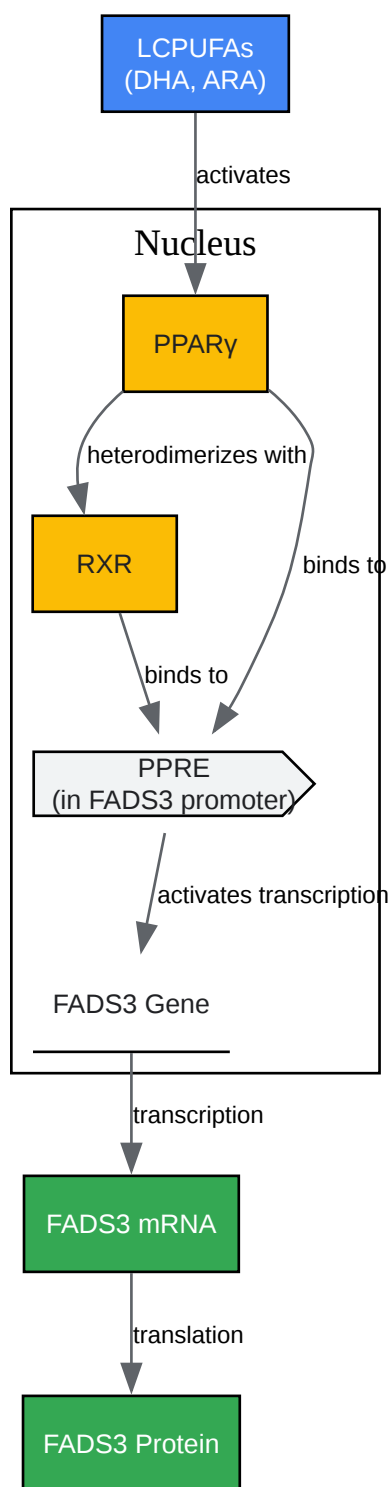 LCPUFAs
(DHA, ARA)
activates
Nucleus
PPARγ
heterodimerizes with
RXR
binds to
binds to
PPRE
(in FADS3 promoter)
activates transcription
FADS3 Gene
transcription
FADS3 mRNA
translation
FADS3 Protein